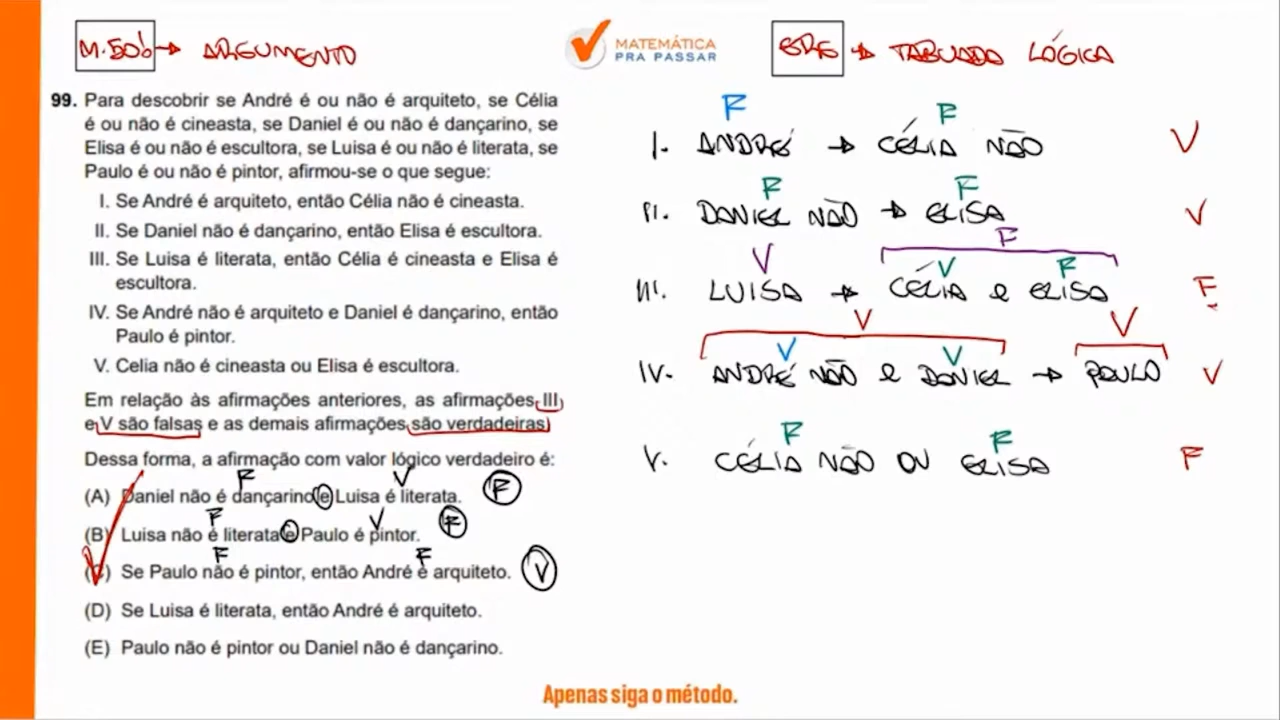 M.50% → ARGUMENTO
MATEMÁTICA
PRA PASSAR
→ TABUADA LÓGICA
99. Para descobrir se André é ou não é arquiteto, se Célia
é ou não é cineasta, se Daniel é ou não é dançarino, se
Elisa é ou não é escultora, se Luisa é ou não é literata, se
Paulo é ou não é pintor, afirmou-se o que segue:
I. Se André é arquiteto, então Célia não é cineasta.
II. Se Daniel não é dançarino, então Elisa é escultora.
III. Se Luisa é literata, então Célia é cineasta e Elisa é
escultora.
IV. Se André não é arquiteto e Daniel é dançarino, então
Paulo é pintor.
V. Celia não é cineasta ou Elisa é escultora.
Em relação às afirmações anteriores, as afirmações III
e V são falsas e as demais afirmações são verdadeiras.
Dessa forma, a afirmação com valor lógico verdadeiro é:
F V
(A) Daniel não é dançarino e Luisa é literata. F
F V
(B) Luisa não é literata e Paulo é pintor. F
F F
(C) Se Paulo não é pintor, então André é arquiteto. V
(D) Se Luisa é literata, então André é arquiteto.
(E) Paulo não é pintor ou Daniel não é dançarino.
F F
I. ANDRÉ → CÉLIA NÃO V
F F
II. DANIEL NÃO → ELISA V
F
V V F
III. LUISA → CÉLIA e ELISA F
V V
V V
IV. ANDRÉ NÃO e DANIEL → PAULO V
F F
V. CÉLIA NÃO OU ELISA F
Apenas siga o método.